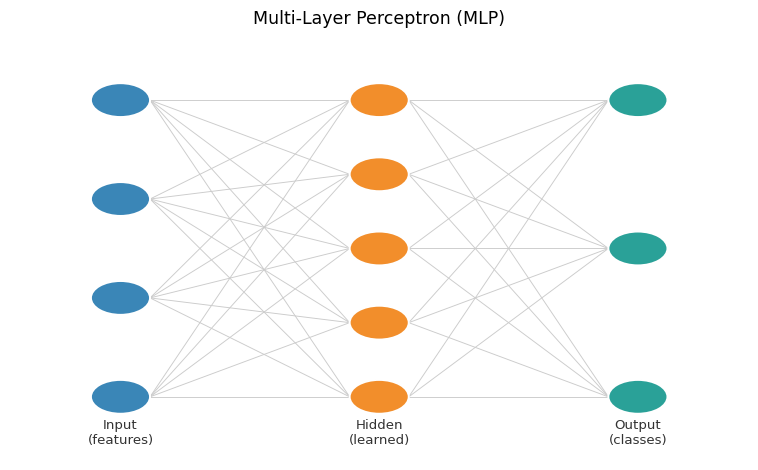 Multi-Layer Perceptron (MLP)
Input
(features)
Hidden
(learned)
Output
(classes)